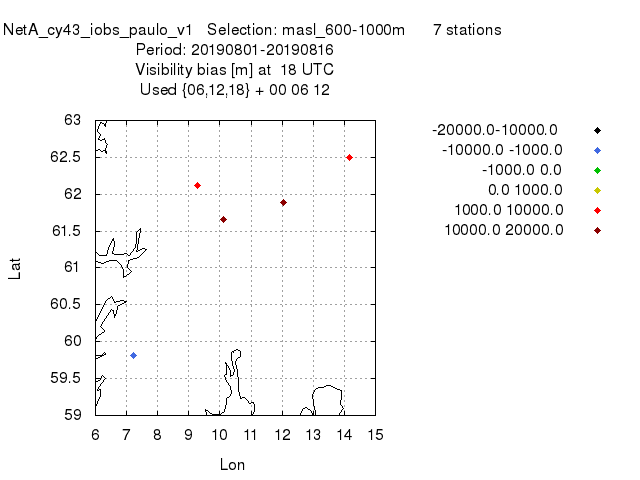 NetA_cy43_iobs_paulo_v1 Selection: masl_600-1000m 7 stations
Period: 20190801-20190816
Visibility bias [m] at 18 UTC
Used {06,12,18} + 00 06 12
-20000.0-10000.0
-10000.0 -1000.0
-1000.0 0.0
0.0 1000.0
1000.0 10000.0
10000.0 20000.0
63
62.5
62
61.5
61
60.5
60
59.5
59
Lat
6 7 8 9 10 11 12 13 14 15
Lon